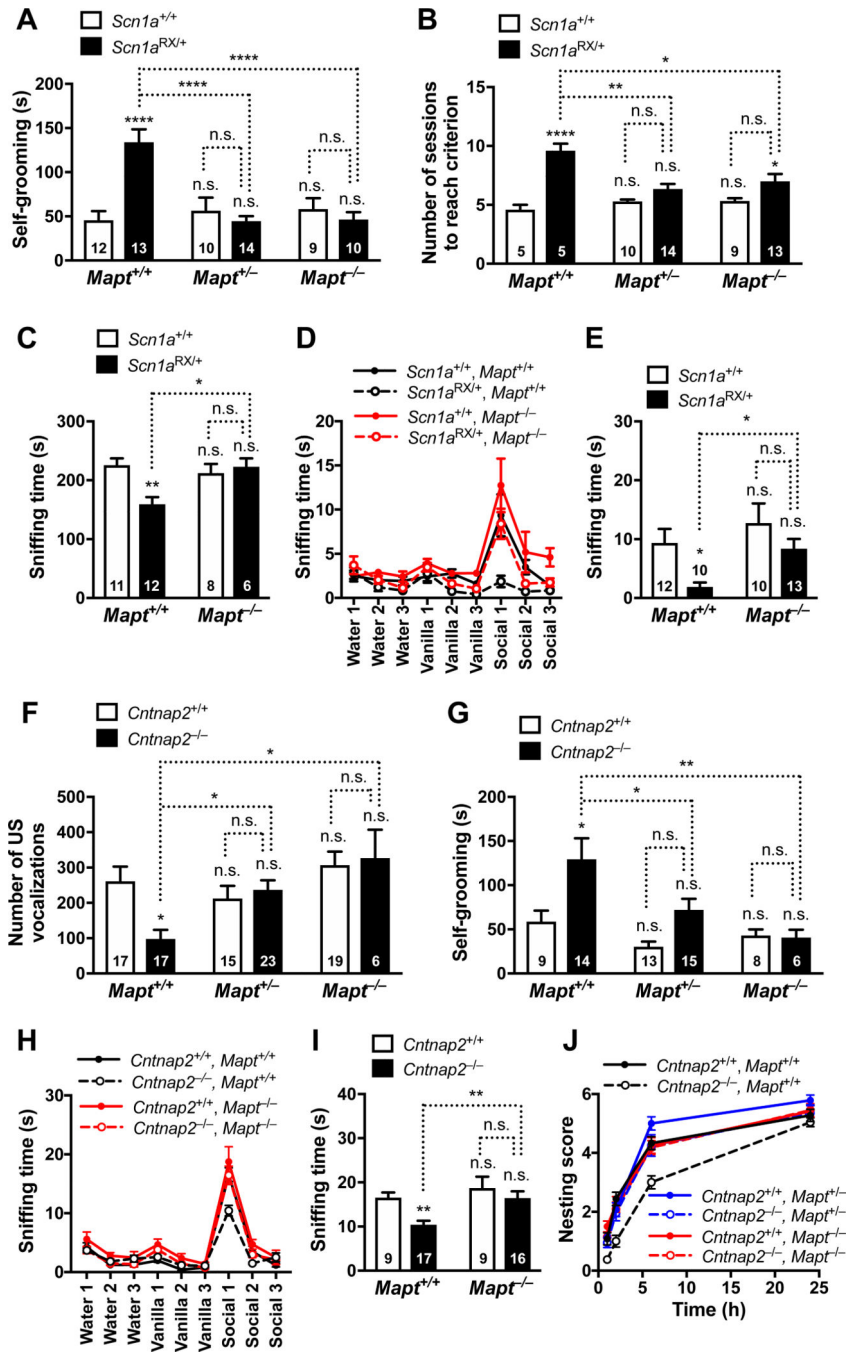 A
Scn1a+/+
Scn1aRX/+
Self-grooming (s)
200
150
100
50
0
****
****
****
n.s.
n.s.
n.s.
n.s.
n.s.
n.s.
12
13
10
14
9
10
Mapt+/+
Mapt+/–
Mapt–/–
B
Scn1a+/+
Scn1aRX/+
Number of sessions
to reach criterion
15
10
5
0
*
**
****
n.s.
n.s.
n.s.
n.s.
n.s.
*
5
5
10
14
9
13
Mapt+/+
Mapt+/–
Mapt–/–
C
Scn1a+/+
Scn1aRX/+
Sniffing time (s)
300
200
100
0
*
**
n.s.
n.s.
n.s.
11
12
8
6
Mapt+/+
Mapt–/–
D
Scn1a+/+, Mapt+/+
Scn1aRX/+, Mapt+/+
Scn1a+/+, Mapt–/–
Scn1aRX/+, Mapt–/–
Sniffing time (s)
20
15
10
5
0
Water 1
Water 2
Water 3
Vanilla 1
Vanilla 2
Vanilla 3
Social 1
Social 2
Social 3
E
Scn1a+/+
Scn1aRX/+
Sniffing time (s)
30
20
10
0
*
*
n.s.
n.s.
n.s.
12
10
10
13
Mapt+/+
Mapt–/–
F
Cntnap2+/+
Cntnap2–/–
Number of US
vocalizations
500
400
300
200
100
0
*
*
*
n.s.
n.s.
n.s.
n.s.
n.s.
n.s.
17
17
15
23
19
6
Mapt+/+
Mapt+/–
Mapt–/–
G
Cntnap2+/+
Cntnap2–/–
Self-grooming (s)
200
150
100
50
0
**
*
*
n.s.
n.s.
n.s.
n.s.
n.s.
n.s.
9
14
13
15
8
6
Mapt+/+
Mapt+/–
Mapt–/–
H
Cntnap2+/+, Mapt+/+
Cntnap2–/–, Mapt+/+
Cntnap2+/+, Mapt–/–
Cntnap2–/–, Mapt–/–
Sniffing time (s)
30
20
10
0
Water 1
Water 2
Water 3
Vanilla 1
Vanilla 2
Vanilla 3
Social 1
Social 2
Social 3
I
Cntnap2+/+
Cntnap2–/–
Sniffing time (s)
40
30
20
10
0
**
**
n.s.
n.s.
n.s.
9
17
9
16
Mapt+/+
Mapt–/–
J
Cntnap2+/+, Mapt+/+
Cntnap2–/–, Mapt+/+
Nesting score
6
4
2
0
Cntnap2+/+, Mapt+/–
Cntnap2–/–, Mapt+/–
Cntnap2+/+, Mapt–/–
Cntnap2–/–, Mapt–/–
0
5
10
15
20
25
Time (h)